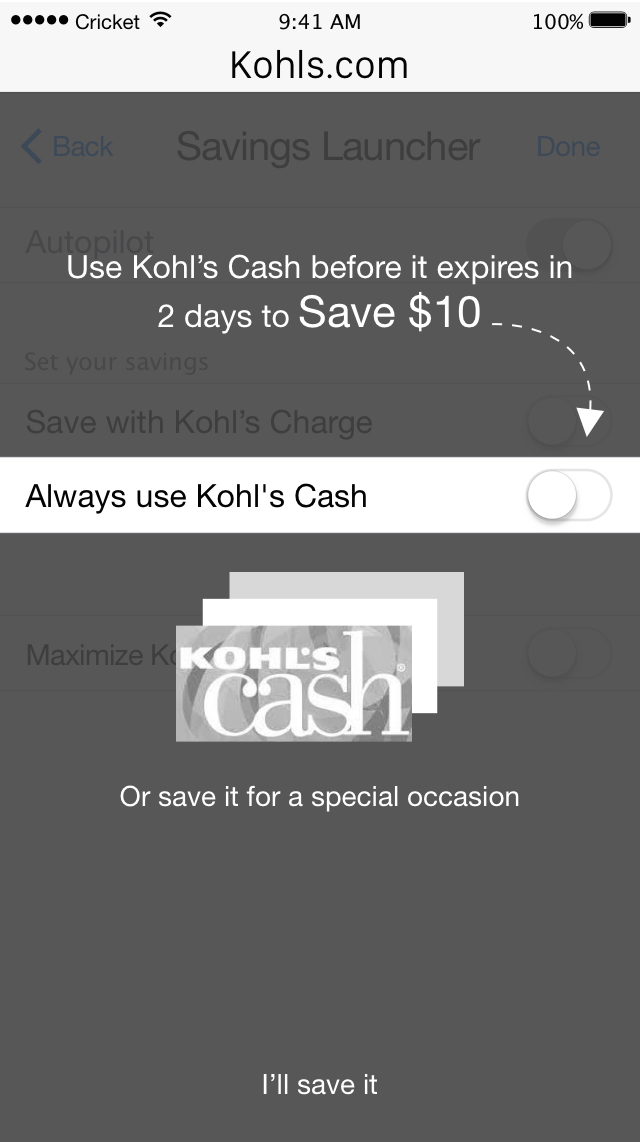 Cricket 9:41 AM 100%
Kohls.com
Back Savings Launcher Done
Autopilot
Use Kohl’s Cash before it expires in
2 days to Save $10
Set your savings
Save with Kohl’s Charge
Always use Kohl's Cash
Maximize
KOHL'S
cash®
Or save it for a special occasion
I’ll save it